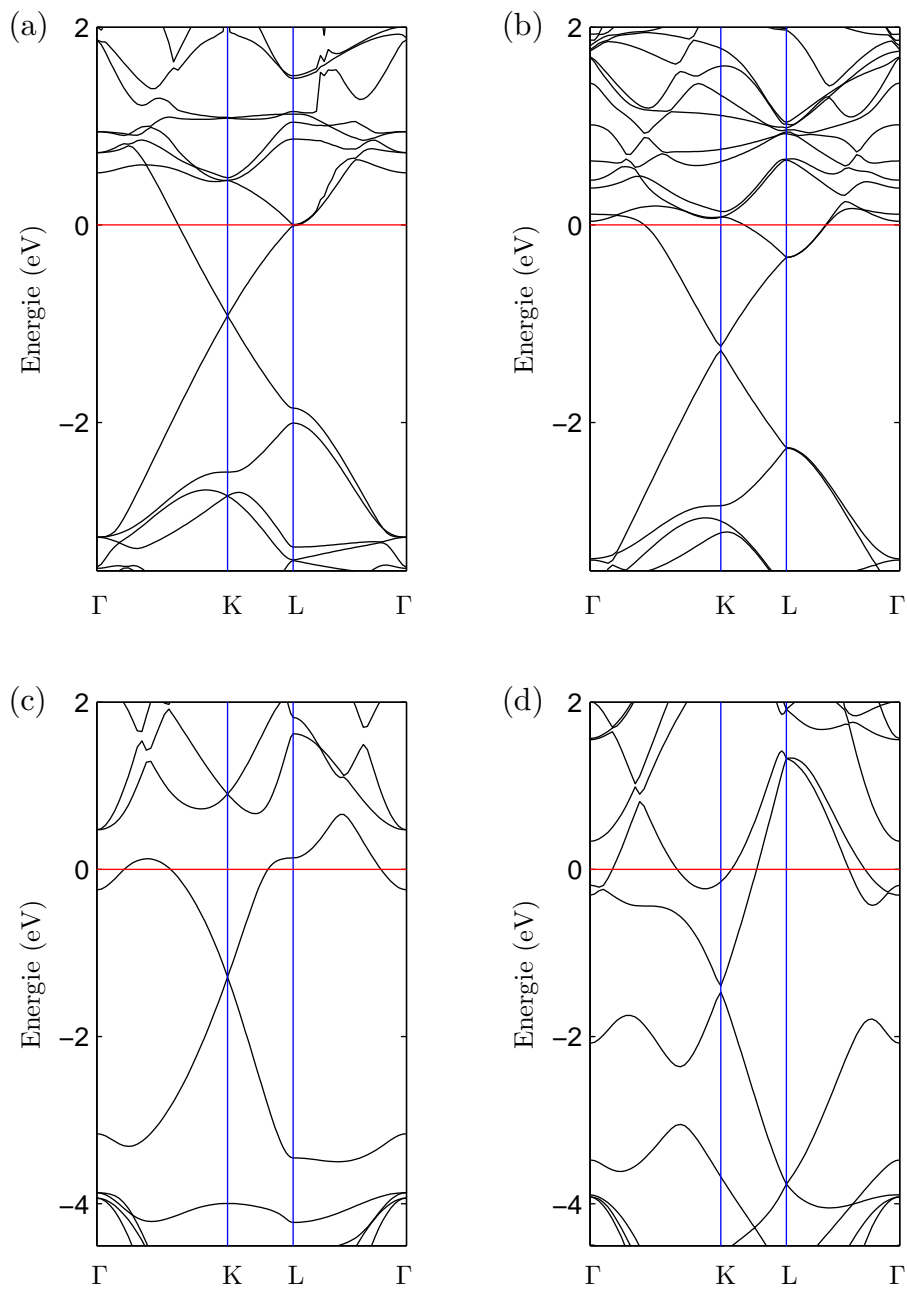 (a)
2
0
−2
Energie (eV)
Γ K L Γ
(b)
2
0
−2
Energie (eV)
Γ K L Γ
(c)
2
0
−2
−4
Energie (eV)
Γ K L Γ
(d)
2
0
−2
−4
Energie (eV)
Γ K L Γ